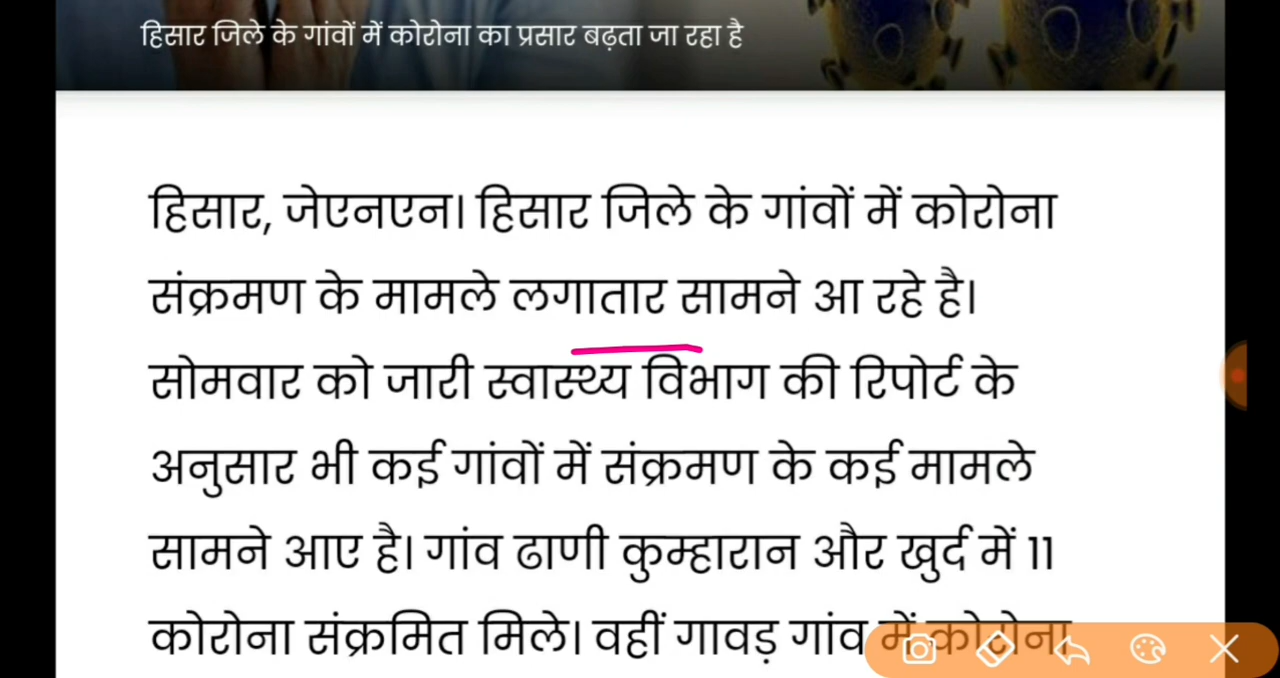 हिसार जिले के गांवों में कोरोना का प्रसार बढ़ता जा रहा है
हिसार, जेएनएन। हिसार जिले के गांवों में कोरोना
संक्रमण के मामले लगातार सामने आ रहे है।
सोमवार को जारी स्वास्थ्य विभाग की रिपोर्ट के
अनुसार भी कई गांवों में संक्रमण के कई मामले
सामने आए है। गांव ढाणी कुम्हारान और खुर्द में 11
कोरोना संक्रमित मिले। वहीं गावड़ गांव में कोरोना